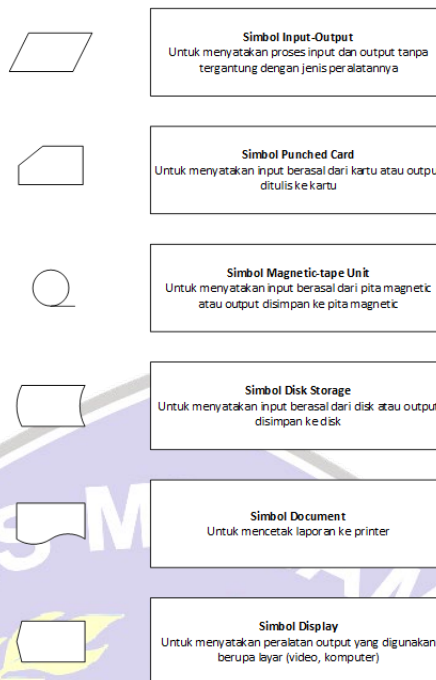 Simbol Input-Output
Untuk menyatakan proses input dan output tanpa
tergantung dengan jenis peralatannya
Simbol Punched Card
Untuk menyatakan input berasal dari kartu atau outpu
ditulis ke kartu
Simbol Magnetic-tape Unit
Untuk menyatakan input berasal dari pita magnetic
atau output disimpan ke pita magnetic
Simbol Disk Storage
Untuk menyatakan input berasal dari disk atau output
disimpan ke disk
Simbol Document
Untuk mencetak laporan ke printer
Simbol Display
Untuk menyatakan peralatan output yang digunakan
berupa layar (video, komputer)